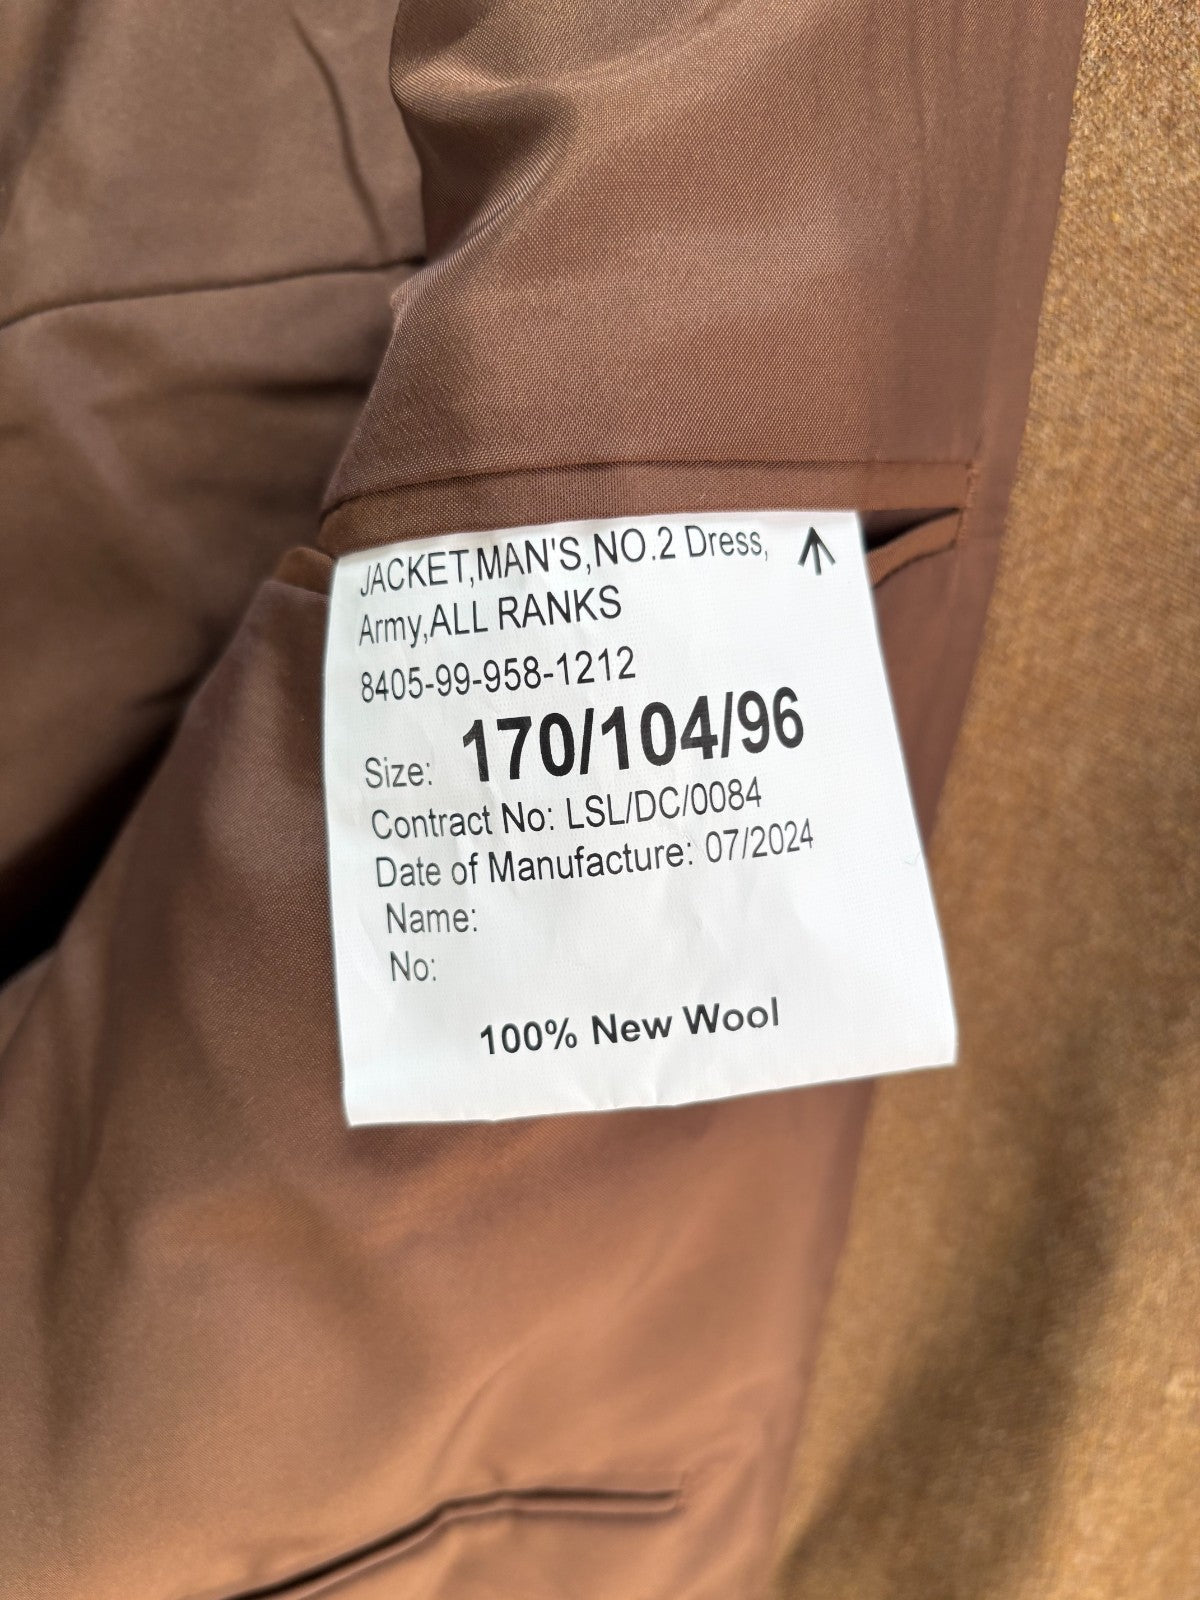 JACKET,MAN'S,NO.2 Dress,
Army,ALL RANKS
8405-99-958-1212
Size: 170/104/96
Contract No: LSL/DC/0084
Date of Manufacture: 07/2024
Name:
No:
100% New Wool